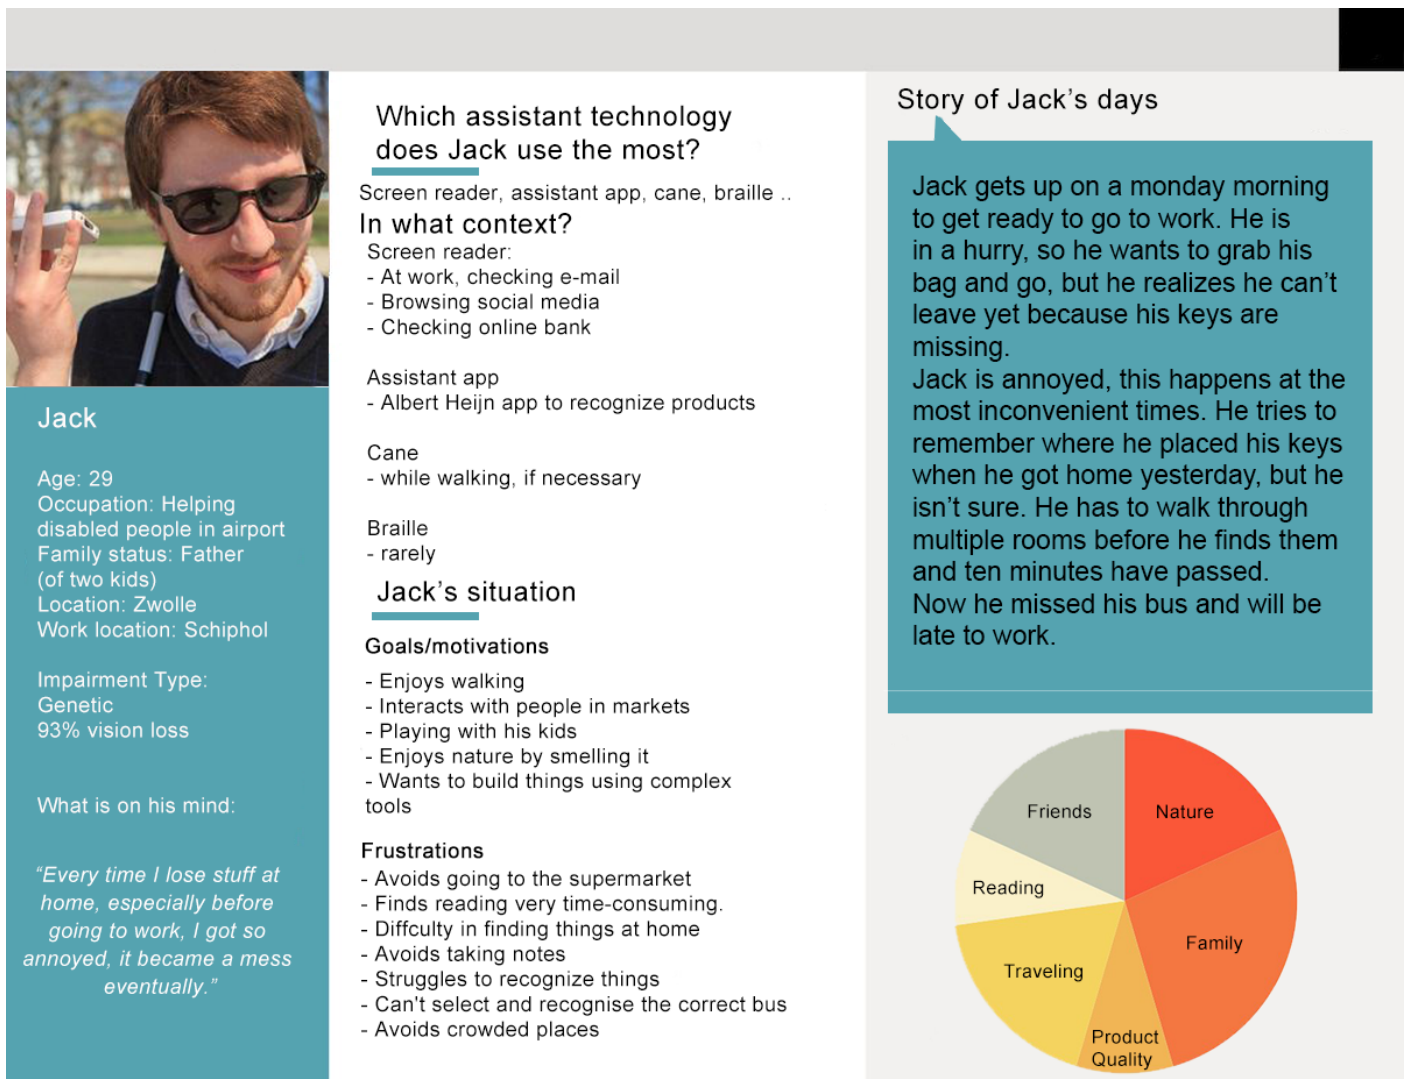 Jack
Age: 29
Occupation: Helping
disabled people in airport
Family status: Father
(of two kids)
Location: Zwolle
Work location: Schiphol
Impairment Type:
Genetic
93% vision loss
What is on his mind:
“Every time I lose stuff at
home, especially before
going to work, I got so
annoyed, it became a mess
eventually.”
Which assistant technology
does Jack use the most?
Screen reader, assistant app, cane, braille ..
In what context?
Screen reader:
- At work, checking e-mail
- Browsing social media
- Checking online bank
Assistant app
- Albert Heijn app to recognize products
Cane
- while walking, if necessary
Braille
- rarely
Jack’s situation
Goals/motivations
- Enjoys walking
- Interacts with people in markets
- Playing with his kids
- Enjoys nature by smelling it
- Wants to build things using complex
tools
Frustrations
- Avoids going to the supermarket
- Finds reading very time-consuming.
- Diffculty in finding things at home
- Avoids taking notes
- Struggles to recognize things
- Can't select and recognise the correct bus
- Avoids crowded places
Story of Jack’s days
Jack gets up on a monday morning
to get ready to go to work. He is
in a hurry, so he wants to grab his
bag and go, but he realizes he can’t
leave yet because his keys are
missing.
Jack is annoyed, this happens at the
most inconvenient times. He tries to
remember where he placed his keys
when he got home yesterday, but he
isn’t sure. He has to walk through
multiple rooms before he finds them
and ten minutes have passed.
Now he missed his bus and will be
late to work.
Friends
Nature
Reading
Family
Traveling
Product
Quality